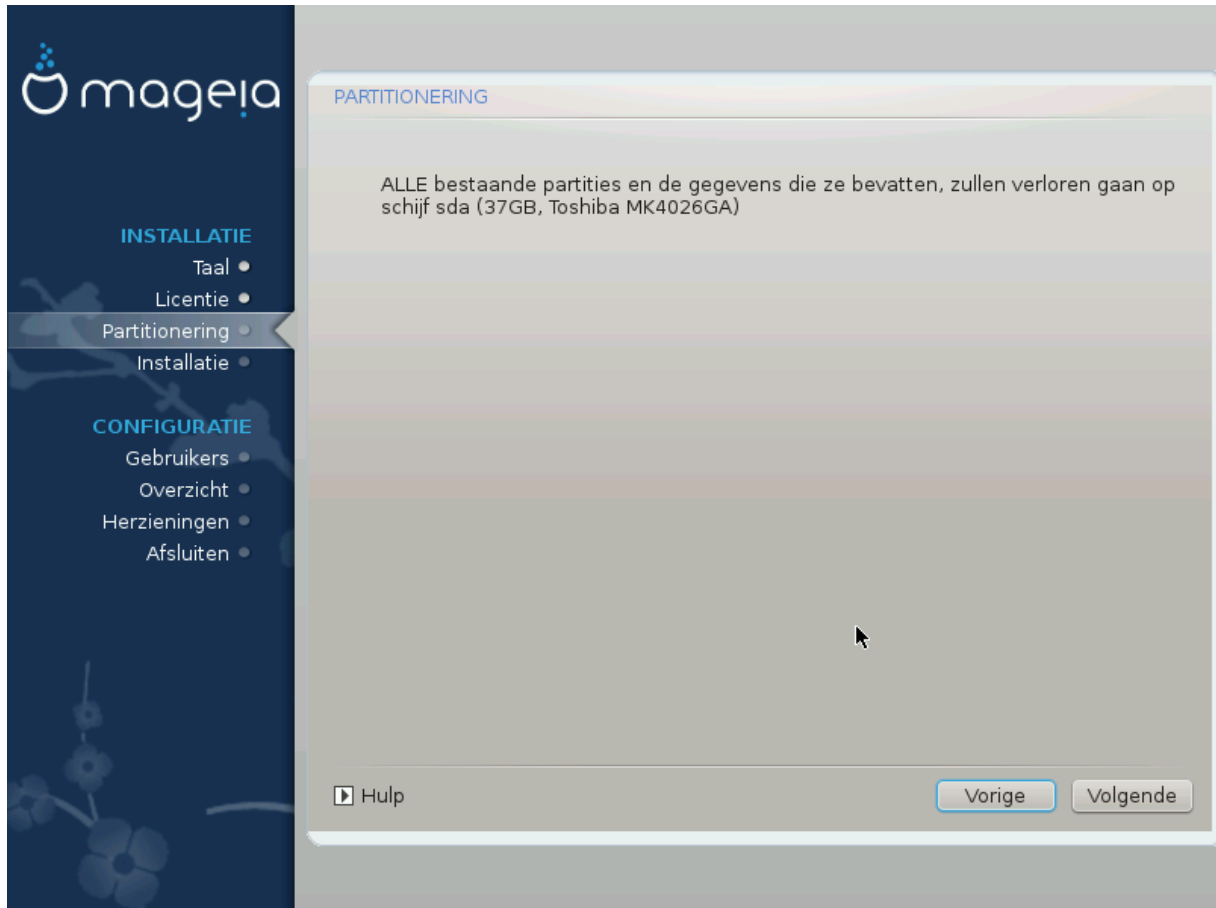 mageia
INSTALLATIE
Taal
Licentie
Partitionering
Installatie
CONFIGURATIE
Gebruikers
Overzicht
Herzieningen
Afsluiten
PARTITIONERING
ALLE bestaande partities en de gegevens die ze bevatten, zullen verloren gaan op
schijf sda (37GB, Toshiba MK4026GA)
Hulp
Vorige
Volgende